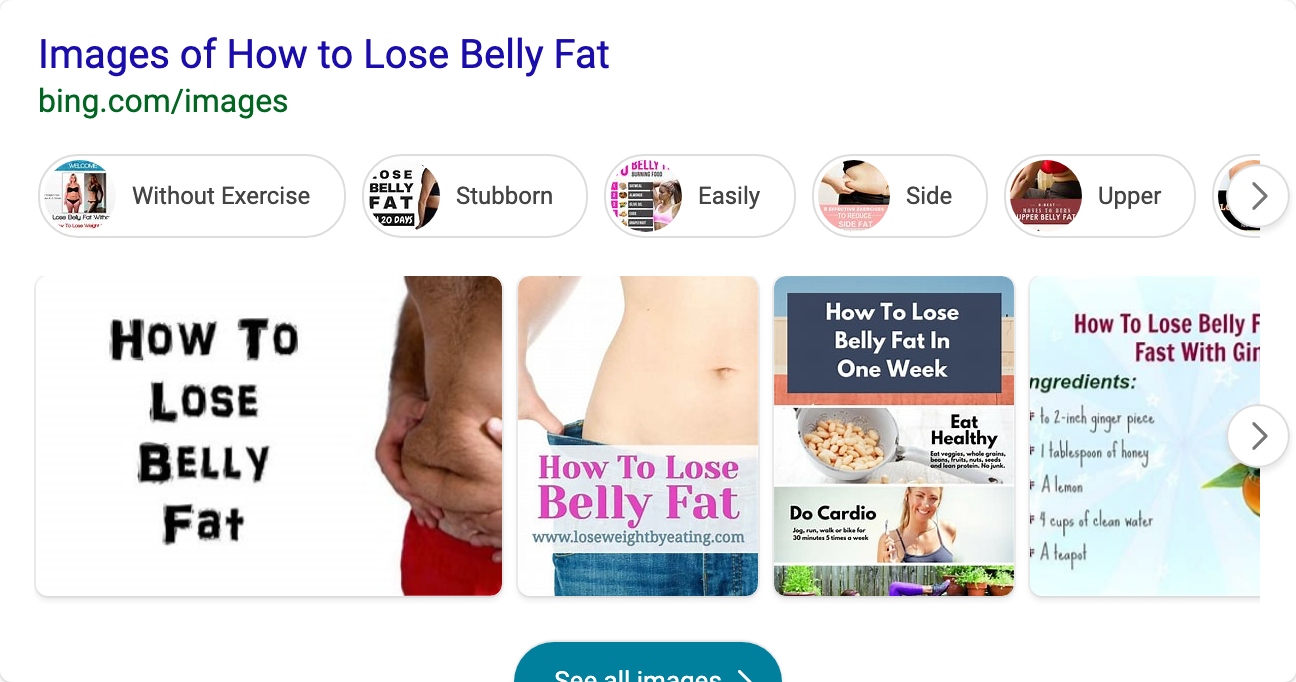 Images of How to Lose Belly Fat
bing.com/images
WELCOME
Lose Belly Fat
How To Lose Weight
Without Exercise
LOSE
BELLY
FAT
20 DAYS
Stubborn
BELLY
BURNING FOOD
Easily
TO REDUCE
SIDE FAT
Side
UPPER BELLY FAT
Upper
How To
Lose
Belly
Fat
How To Lose
Belly Fat
www.loseweightbyeating.com
How To Lose
Belly Fat In
One Week
Eat
Healthy
Eat veggies, whole grains,
beans, fruits, nuts, seeds
and lean protein. No junk.
Do Cardio
Jog, run, walk or bike for
30 minutes 5 times a week
How To Lose Belly F
Fast With Gin
ngredients:
to 2-inch ginger piece
1 tablespoon of honey
A lemon
4 cups of clean water
A teapot
See all images